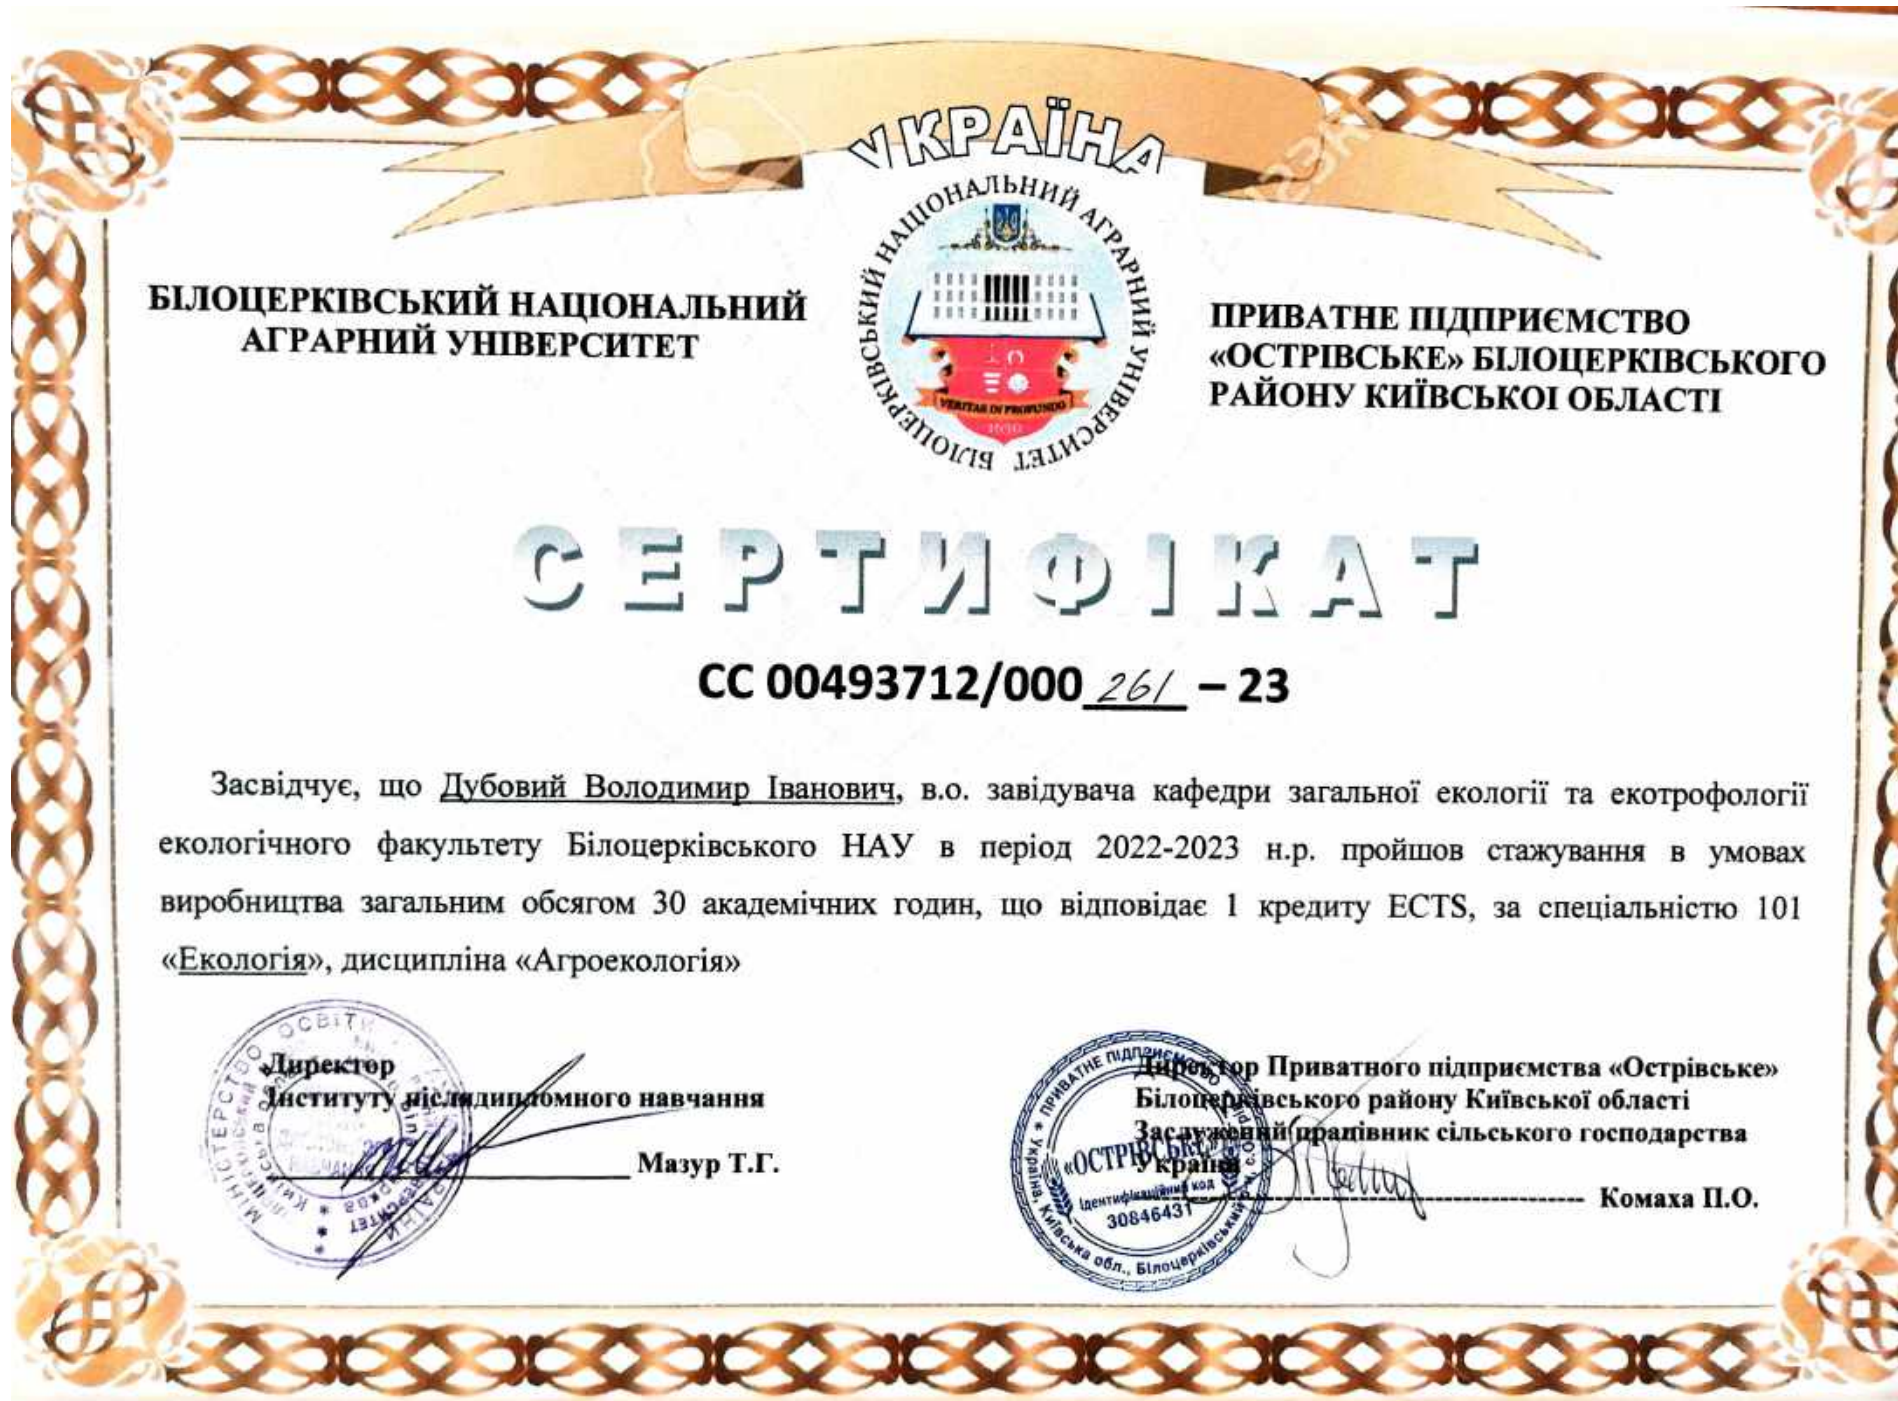 УКРАЇНА
БІЛОЦЕРКІВСЬКИЙ НАЦІОНАЛЬНИЙ АГРАРНИЙ УНІВЕРСИТЕТ
VERITAS IN PROFUNDO
БІЛОЦЕРКІВСЬКИЙ НАЦІОНАЛЬНИЙ
АГРАРНИЙ УНІВЕРСИТЕТ
ПРИВАТНЕ ПІДПРИЄМСТВО
«ОСТРІВСЬКЕ» БІЛОЦЕРКІВСЬКОГО
РАЙОНУ КИЇВСЬКОІ ОБЛАСТІ
СЕРТИФІКАТ
СС 00493712/000 261 – 23
Засвідчує, що Дубовий Володимир Іванович, в.о. завідувача кафедри загальної екології та екотрофології
екологічного факультету Білоцерківського НАУ в період 2022-2023 н.р. пройшов стажування в умовах
виробництва загальним обсягом 30 академічних годин, що відповідає 1 кредиту ECTS, за спеціальністю 101
«Екологія», дисципліна «Агроекологія»
Директор
Інституту післядипломного навчання
Мазур Т.Г.
МІНІСТЕРСТВО ОСВІТИ
Директор Приватного підприємства «Острівське»
Білоцерківського району Київської області
Заслужений працівник сільського господарства
України
Комаха П.О.
ПРИВАТНЕ ПІДПРИЄМСТВО
«ОСТРІВСЬКЕ»
Ідентифікаційний код
30846431
Україна, Київська обл., Білоцерківський р-н, с.Острів